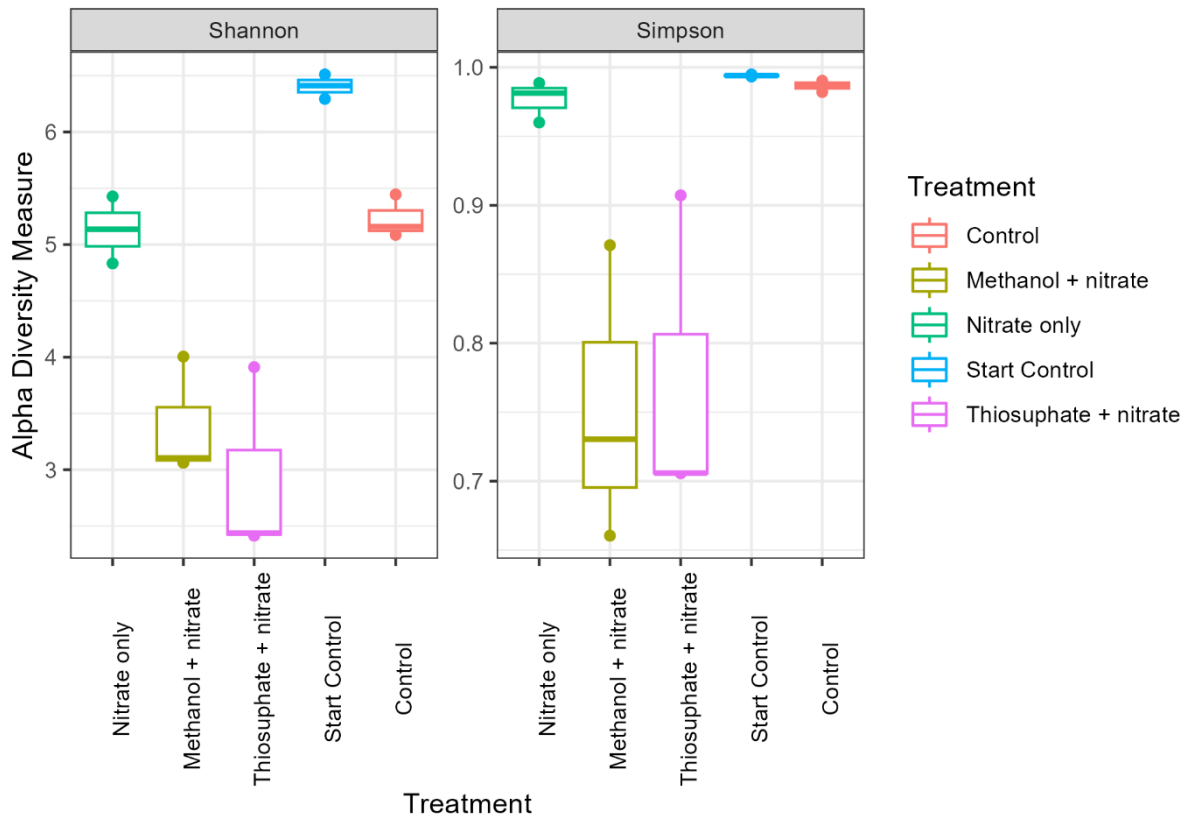 Shannon
Simpson
Alpha Diversity Measure
6
5
4
3
1.0
0.9
0.8
0.7
Nitrate only
Methanol + nitrate
Thiosuphate + nitrate
Start Control
Control
Nitrate only
Methanol + nitrate
Thiosuphate + nitrate
Start Control
Control
Treatment
Treatment
Control
Methanol + nitrate
Nitrate only
Start Control
Thiosuphate + nitrate